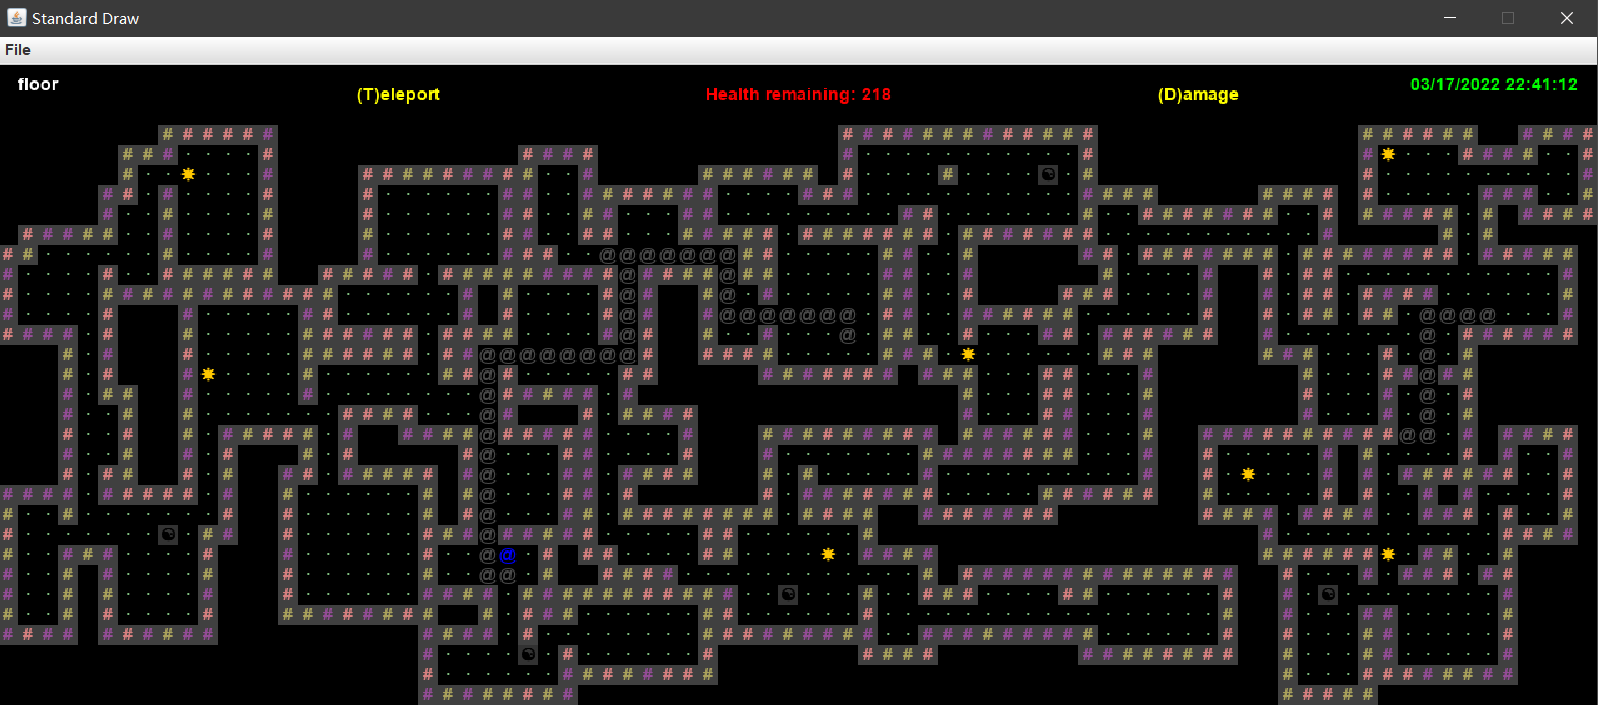 Standard Draw
File
floor
(T)eleport
Health remaining: 218
(D)amage
03/17/2022 22:41:12